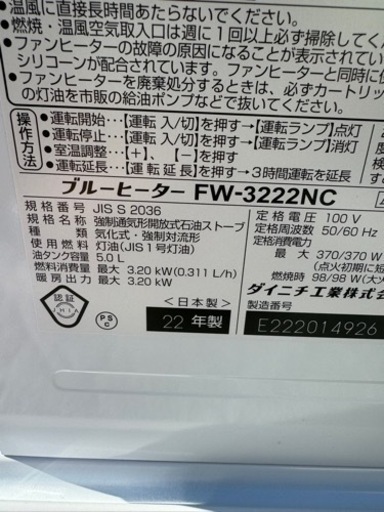 ●温風に直接長時間あたらないでください。
●燃焼・温風空気取入口は週に1回以上必ず掃除してく
●ファンヒーターの故障の原因になることが表示されてい
シリコーンが配合されています。ファンヒーターと同時に
●ファンヒーターを廃棄処分するときは、必ずカートリッ
の灯油を市販の給油ポンプなどで抜いてください。
操作方法
●運転開始…【運転 入/切】を押す→【運転ランプ】点灯
●運転停止…【運転 入/切】を押す→【運転ランプ】消灯
●室温調整…【+】、【-】を押す
●運転延長…【運転延長】を押す→3時間運転を延長
ブルーヒーター FW-3222NC
規格番号 JIS S 2036
規格名称 強制通気形開放式石油ストーブ
種類 気化式・強制対流形
使用燃料 灯油(JIS1号灯油)
油タンク容量 5.0 L
燃料消費量 最大 3.20 kW(0.311 L/h)
暖房出力 最大 3.20 kW
定格電圧 100 V
定格周波数 50/60 Hz
定格消費電力
最大 370/370 W
(点火初期に短
燃焼時 98/98 W(大
ダイニチ工業株式会
認証
JHIA
PS
C
<日本製>
22 年製
製造番号
E222014926